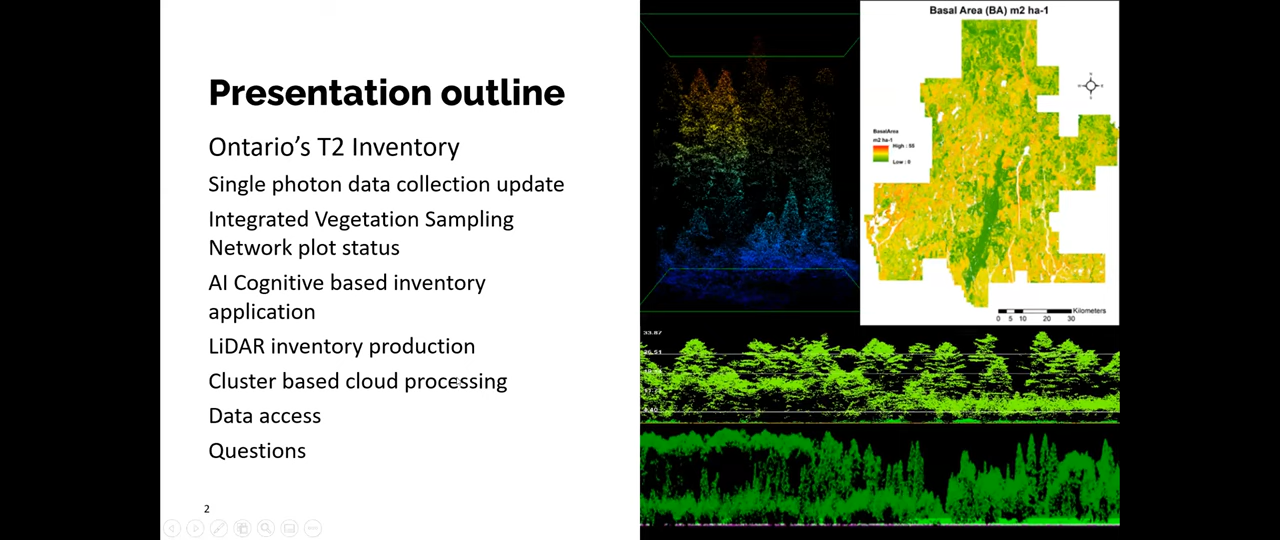 Presentation outline
Ontario's T2 Inventory
Single photon data collection update
Integrated Vegetation Sampling
Network plot status
AI Cognitive based inventory
application
LiDAR inventory production
Cluster based cloud processing
Data access
Questions
2
Basal Area (BA) m2 ha-1
BasalArea
m2 ha-1
High : 55
Low : 0
Kilometers
0 5 10 20 30
33.87